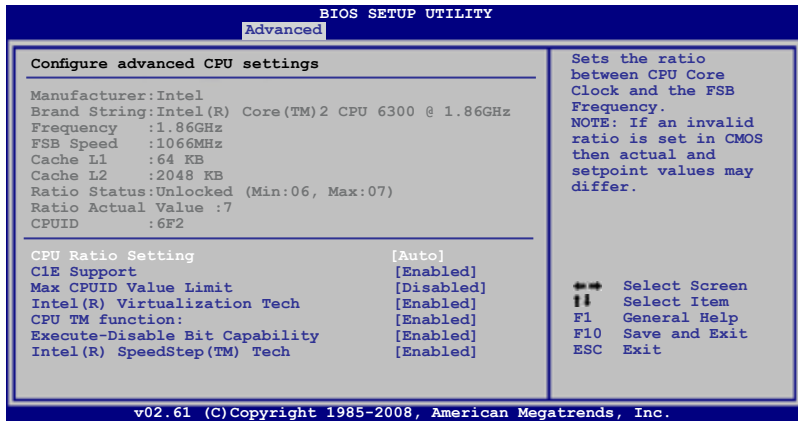 BIOS SETUP UTILITY
Advanced
Configure advanced CPU settings
Manufacturer:Intel
Brand String:Intel(R) Core(TM)2 CPU 6300 @ 1.86GHz
Frequency :1.86GHz
FSB Speed :1066MHz
Cache L1 :64 KB
Cache L2 :2048 KB
Ratio Status:Unlocked (Min:06, Max:07)
Ratio Actual Value :7
CPUID :6F2
CPU Ratio Setting [Auto]
C1E Support [Enabled]
Max CPUID Value Limit [Disabled]
Intel(R) Virtualization Tech [Enabled]
CPU TM function: [Enabled]
Execute-Disable Bit Capability [Enabled]
Intel(R) SpeedStep(TM) Tech [Enabled]
Sets the ratio
between CPU Core
Clock and the FSB
Frequency.
NOTE: If an invalid
ratio is set in CMOS
then actual and
setpoint values may
differ.
Select Screen
Select Item
F1 General Help
F10 Save and Exit
ESC Exit
v02.61 (C)Copyright 1985-2008, American Megatrends, Inc.